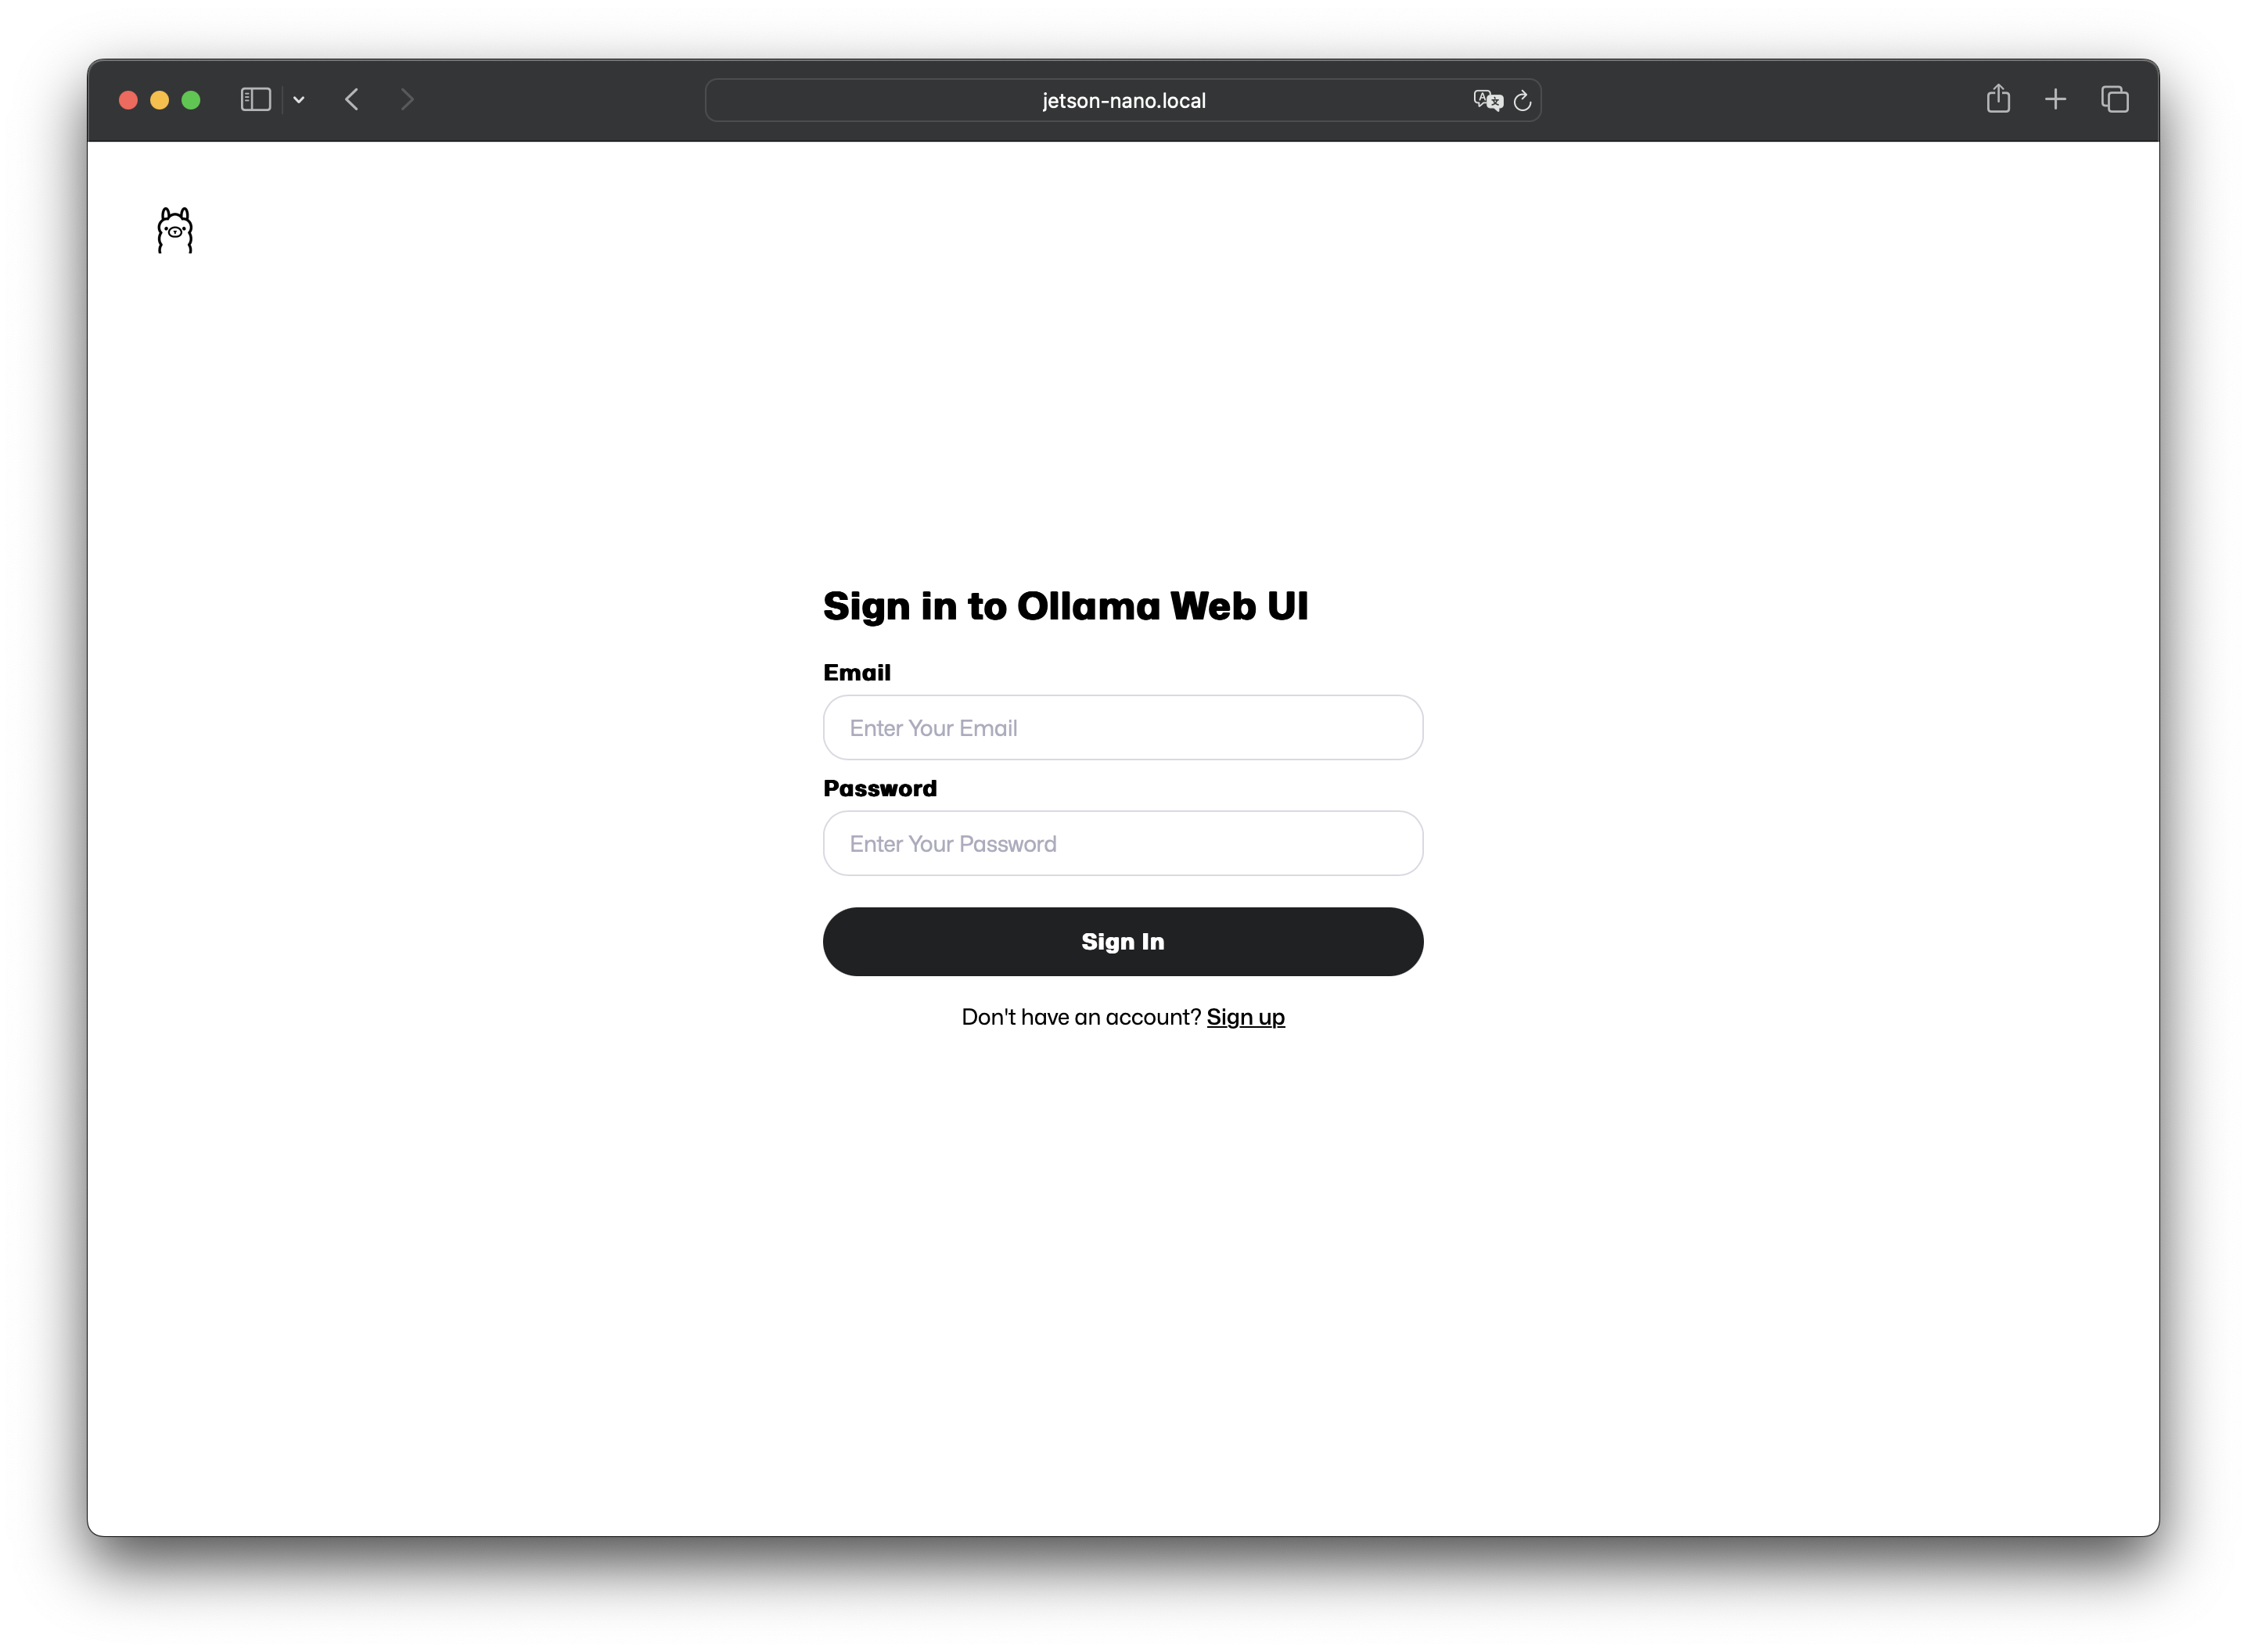 jetson-nano.local
Sign in to Ollama Web UI
Email
Enter Your Email
Password
Enter Your Password
Sign In
Don't have an account? Sign up